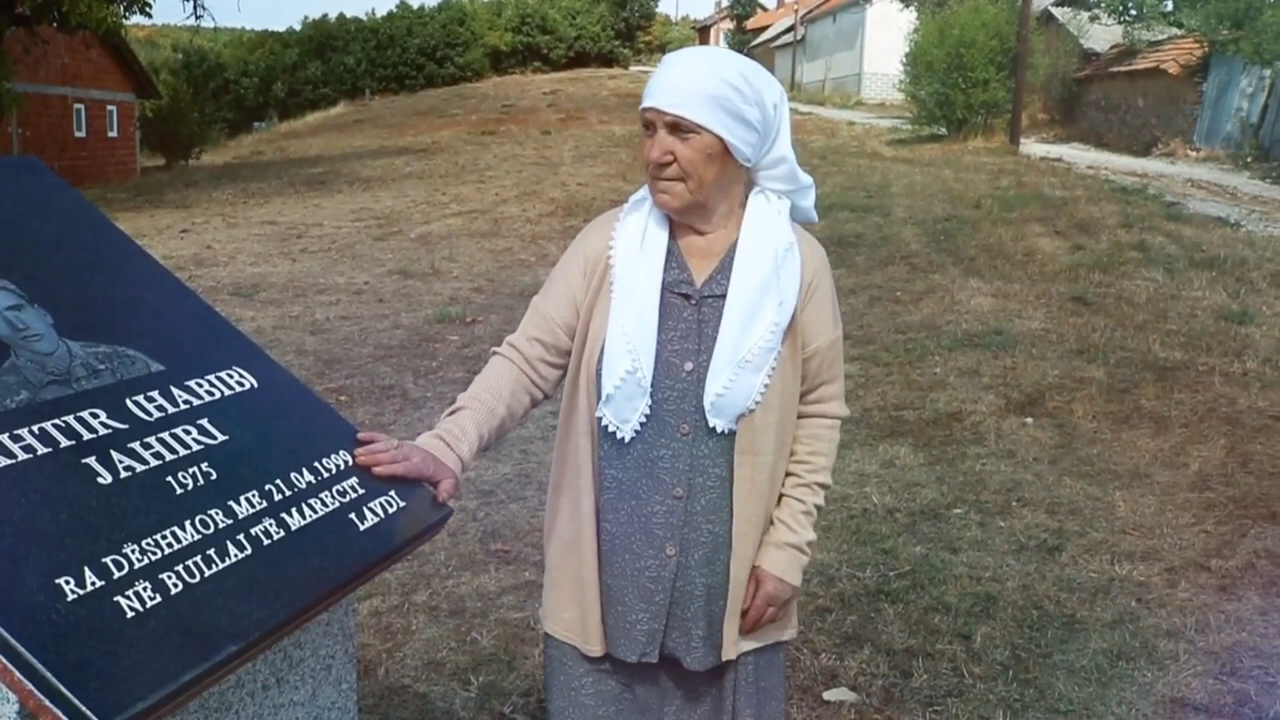 (HABIB)
JAHIRI
1975
RA DËSHMOR ME 21.04.1999
NË BULLAJ TË MARECIT
LAVDI